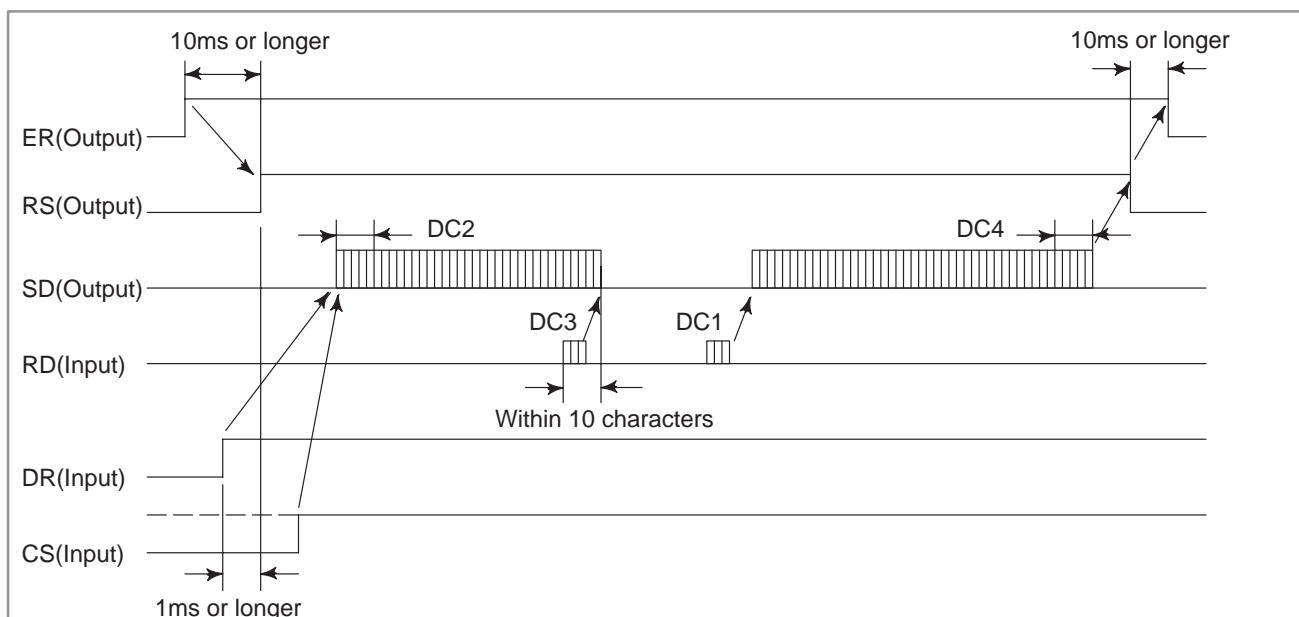 10ms or longer
10ms or longer
ER(Output)
RS(Output)
DC2
DC4
SD(Output)
DC3
DC1
RD(Input)
Within 10 characters
DR(Input)
CS(Input)
1ms or longer